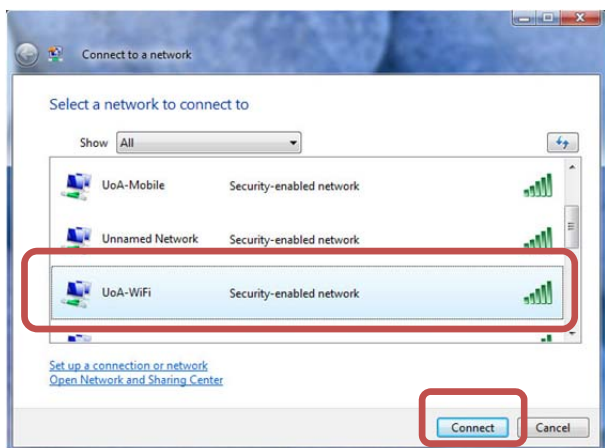 Connect to a network
Select a network to connect to
Show All
UoA-Mobile Security-enabled network
Unnamed Network Security-enabled network
UoA-WiFi Security-enabled network
Set up a connection or network
Open Network and Sharing Center
Connect Cancel